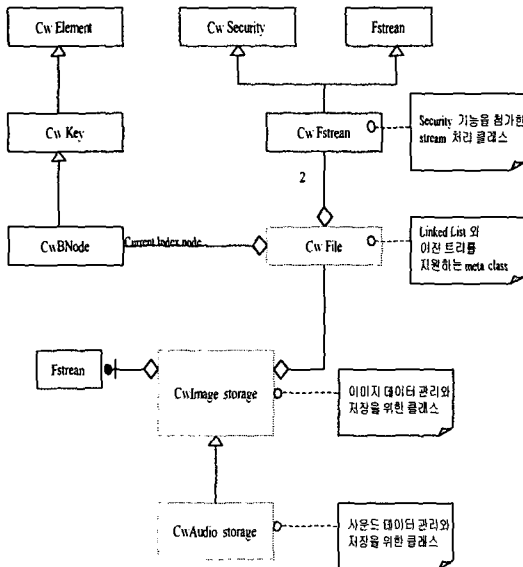 Cw Element
Cw Security
Fstrean
Cw Key
Cw Fstrean
Security 기능을 첨가한
stream 처리 클래스
2
CwBNode
Current Index node
Cw File
Linked List 와
이진 트리를
지원하는 meta class
Fstrean
CwImage storage
이미지 데이터 관리와
저장을 위한 클래스
CwAudio storage
사운드 데이터 관리와
저장을 위한 클래스